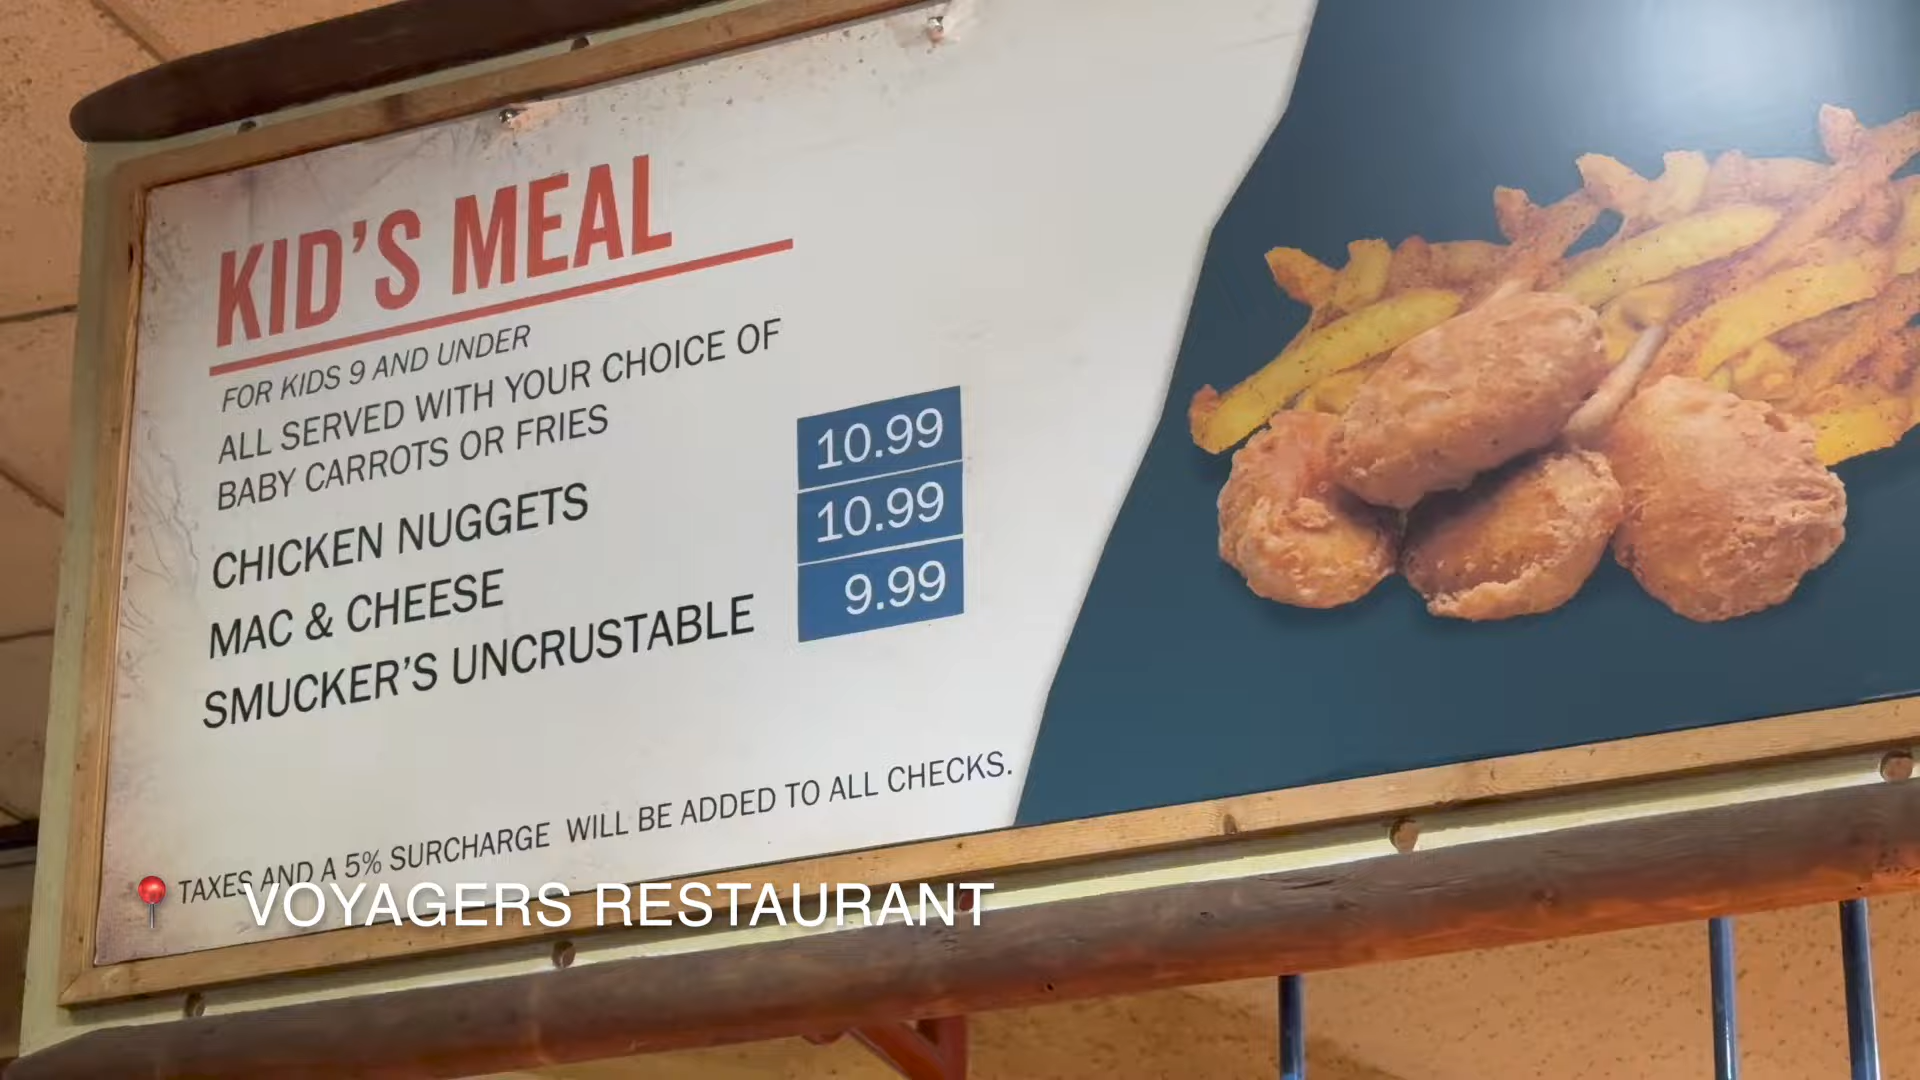 KID'S MEAL
FOR KIDS 9 AND UNDER
ALL SERVED WITH YOUR CHOICE OF
BABY CARROTS OR FRIES
CHICKEN NUGGETS 10.99
MAC & CHEESE 10.99
SMUCKER'S UNCRUSTABLE 9.99
TAXES AND A 5% SURCHARGE WILL BE ADDED TO ALL CHECKS.
📍 VOYAGERS RESTAURANT